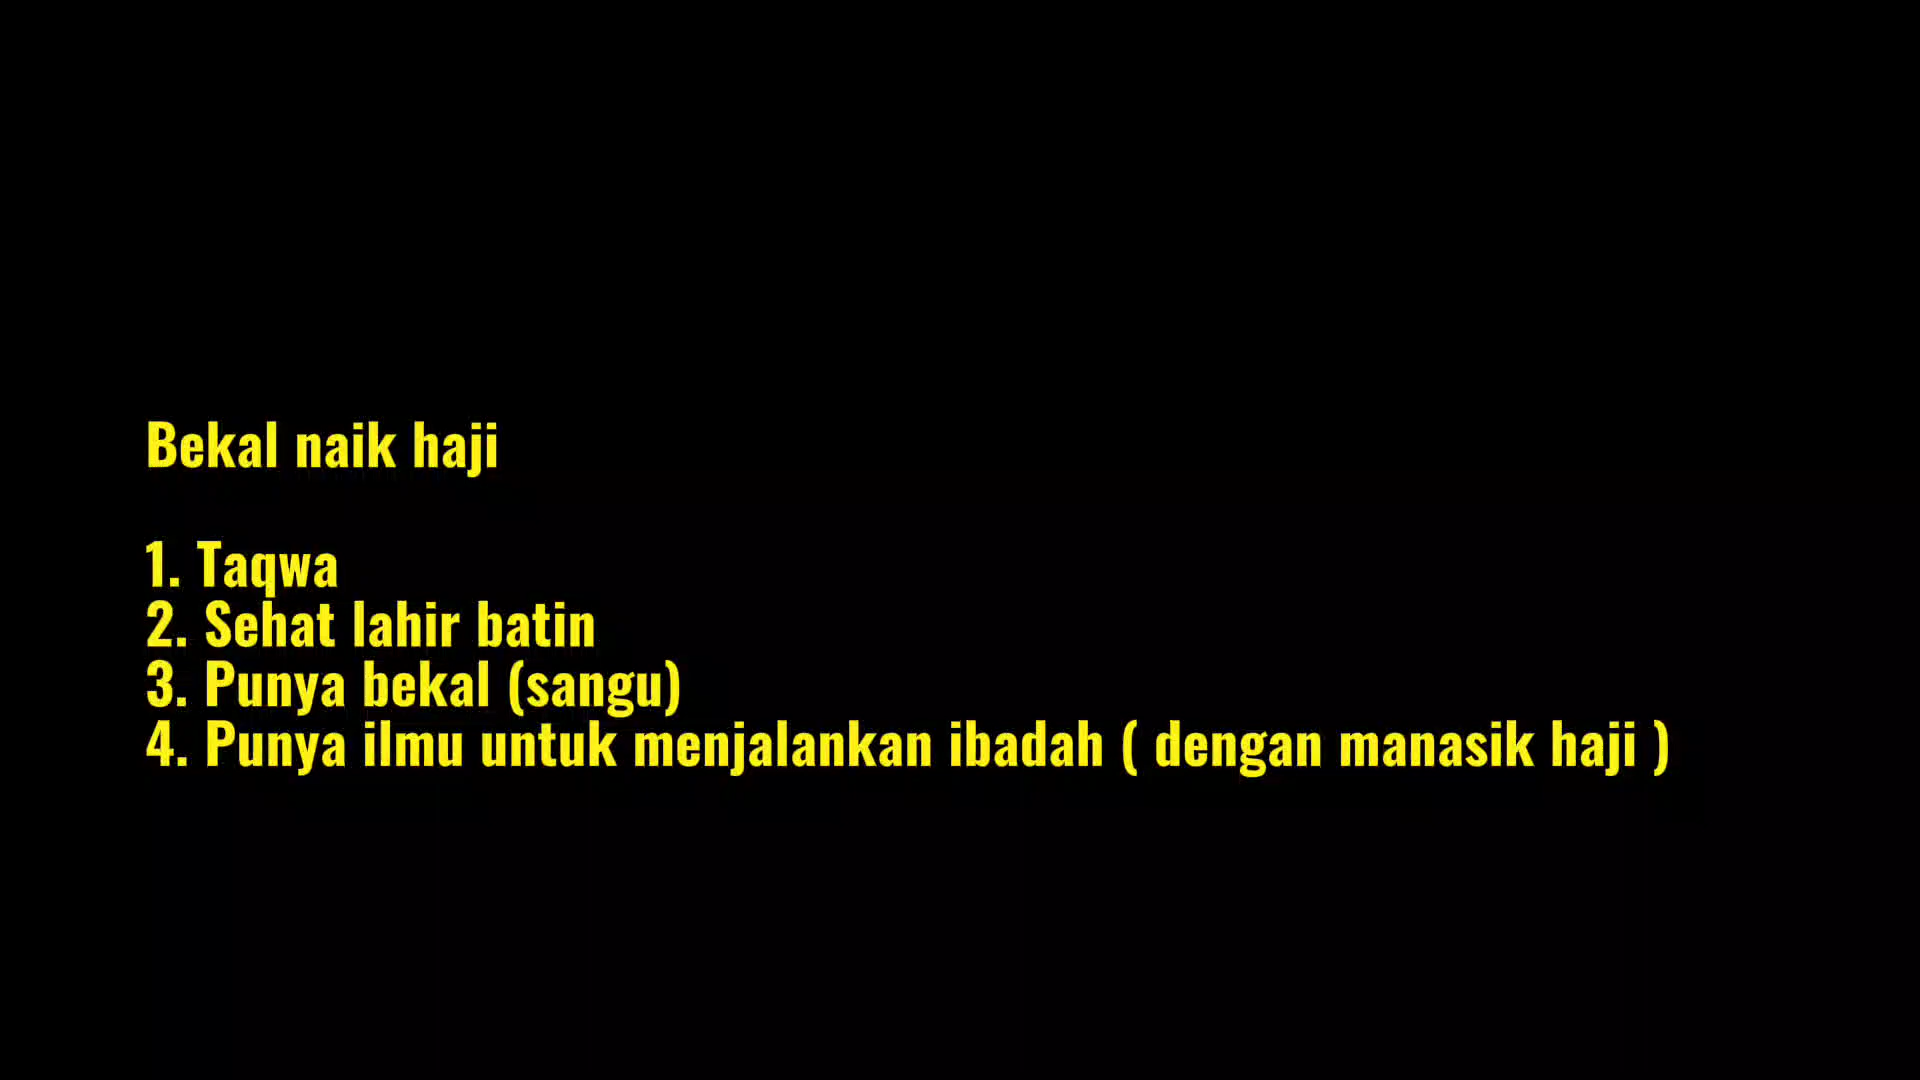 Bekal naik haji
1. Taqwa
2. Sehat lahir batin
3. Punya bekal (sangu)
4. Punya ilmu untuk menjalankan ibadah ( dengan manasik haji )